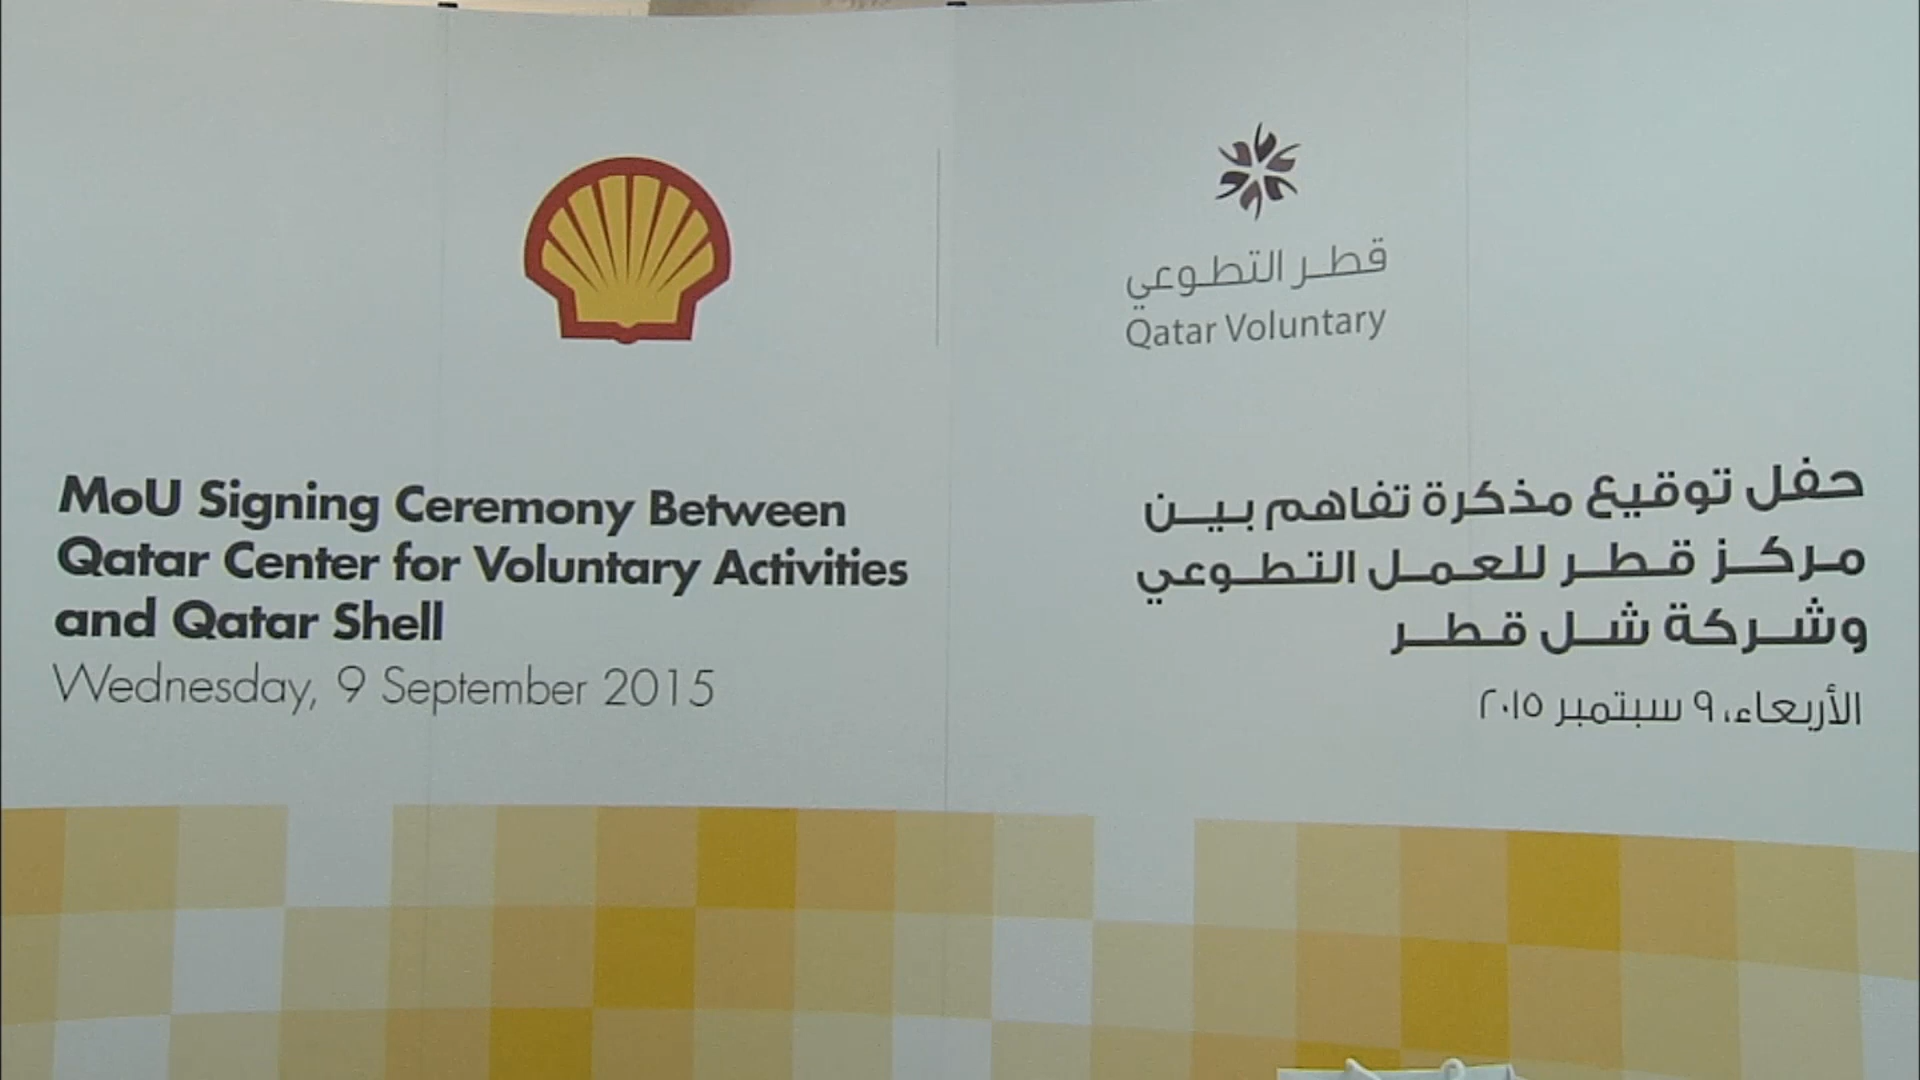 قطر التطوعي
Qatar Voluntary
MoU Signing Ceremony Between
Qatar Center for Voluntary Activities
and Qatar Shell
Wednesday, 9 September 2015
حفل توقيع مذكرة تفاهم بين
مركز قطر للعمل التطوعي
وشركة شل قطر
الأربعاء، ٩ سبتمبر ٢٠١٥